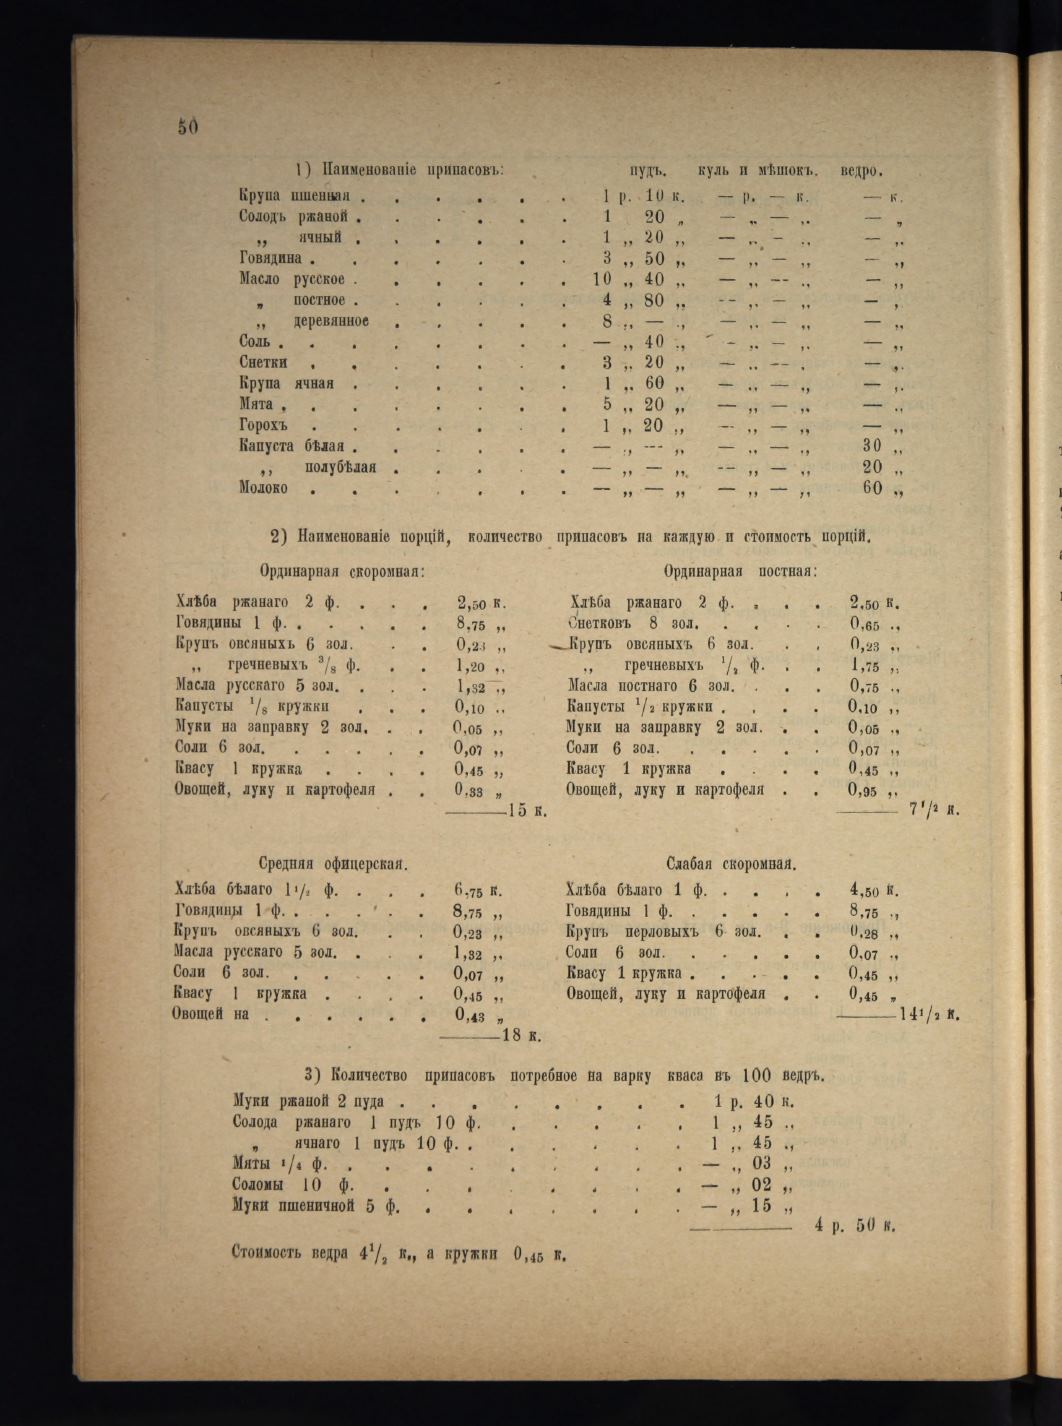 50
1) Наименованіе припасовъ: пудъ. куль и мѣшокъ. ведро.
Крупа пшенная . . . . . . 1 р. 10 к. — р. — к. — к.
Солодъ ржаной . . . . . . 1 20 „ — „ — „ — „
„ ячный . . . . . . 1 „ 20 „ — „ — „ — „
Говядина . . . . . . . 3 „ 50 „ — „ — „ — „
Масло русское . . . . . . 10 „ 40 „ — „ — „ — „
„ постное . . . . . . 4 „ 80 „ — „ — „ — „
„ деревянное . . . . . 8 „ — „ — „ — „ — „
Соль . . . . . . . . — „ 40 „ — „ — „ — „
Снетки . . . . . . . 3 „ 20 „ — „ — „ — „
Крупа ячная . . . . . . 1 „ 60 „ — „ — „ — „
Мята . . . . . . . . 5 „ 20 „ — „ — „ — „
Горохъ . . . . . . . 1 „ 20 „ — „ — „ — „
Капуста бѣлая . . . . . . — „ — „ — „ — „ 30 „
„ полубѣлая . . . . . — „ — „ — „ — „ 20 „
Молоко . . . . . . . — „ — „ — „ — „ 60 „
2) Наименованіе порцій, количество припасовъ на каждую и стоимость порцій.
Ординарная скоромная:
Хлѣба ржанаго 2 ф. . . . 2,50 к.
Говядины 1 ф. . . . . . 8,75 „
Крупъ овсяныхь 6 зол. . . 0,23 „
„ гречневыхъ 3/8 ф. . . 1,20 „
Масла русскаго 5 зол. . . . 1,32 „
Капусты 1/8 кружки . . . 0,10 „
Муки на заправку 2 зол. . . 0,05 „
Соли 6 зол. . . . . . 0,07 „
Квасу 1 кружка . . . . 0,45 „
Овощей, луку и картофеля . . 0,33 „
——15 к.
Ординарная постная:
Хлѣба ржанаго 2 ф. . . . 2,50 к.
Снетковъ 8 зол. . . . . 0,65 „
Крупъ овсяныхъ 6 зол. . . 0,23 „
„ гречневыхъ 1/2 ф. . . 1,75 „
Масла постнаго 6 зол. . . . 0,75 „
Капусты 1/2 кружки . . . . 0,10 „
Муки на заправку 2 зол. . . 0,05 „
Соли 6 зол. . . . . . 0,07 „
Квасу 1 кружка . . . . 0,45 „
Овощей, луку и картофеля . . 0,95 „
—— 7 1/2 к.
Средняя офицерская.
Хлѣба бѣлаго 1 1/2 ф. . . . 6,75 к.
Говядины 1 ф. . . . . . 8,75 „
Крупъ овсяныхъ 6 зол. . . 0,23 „
Масла русскаго 5 зол. . . . 1,32 „
Соли 6 зол. . . . . . 0,07 „
Квасу 1 кружка . . . . 0,45 „
Овощей на . . . . . . 0,43 „
——18 к.
Слабая скоромная.
Хлѣба бѣлаго 1 ф. . . . . 4,50 к.
Говядины 1 ф. . . . . . 8,75 „
Крупъ перловыхъ 6 зол. . . 0,28 „
Соли 6 зол. . . . . . 0,07 „
Квасу 1 кружка . . . . . 0,45 „
Овощей, луку и картофеля . . 0,45 „
——14 1/2 к.
3) Количество припасовъ потребное на варку кваса въ 100 ведръ.
Муки ржаной 2 пуда . . . . . . . . 1 р. 40 к.
Солода ржанаго 1 пудъ 10 ф. . . . . . 1 „ 45 „
„ ячнаго 1 пудъ 10 ф. . . . . . 1 „ 45 „
Мяты 1/4 ф. . . . . . . . . . — „ 03 „
Соломы 10 ф. . . . . . . . . — „ 02 „
Муки пшеничной 5 ф. . . . . . . . — „ 15 „
—— 4 р. 50 к.
Стоимость ведра 4 1/2 к., а кружки 0,45 к.